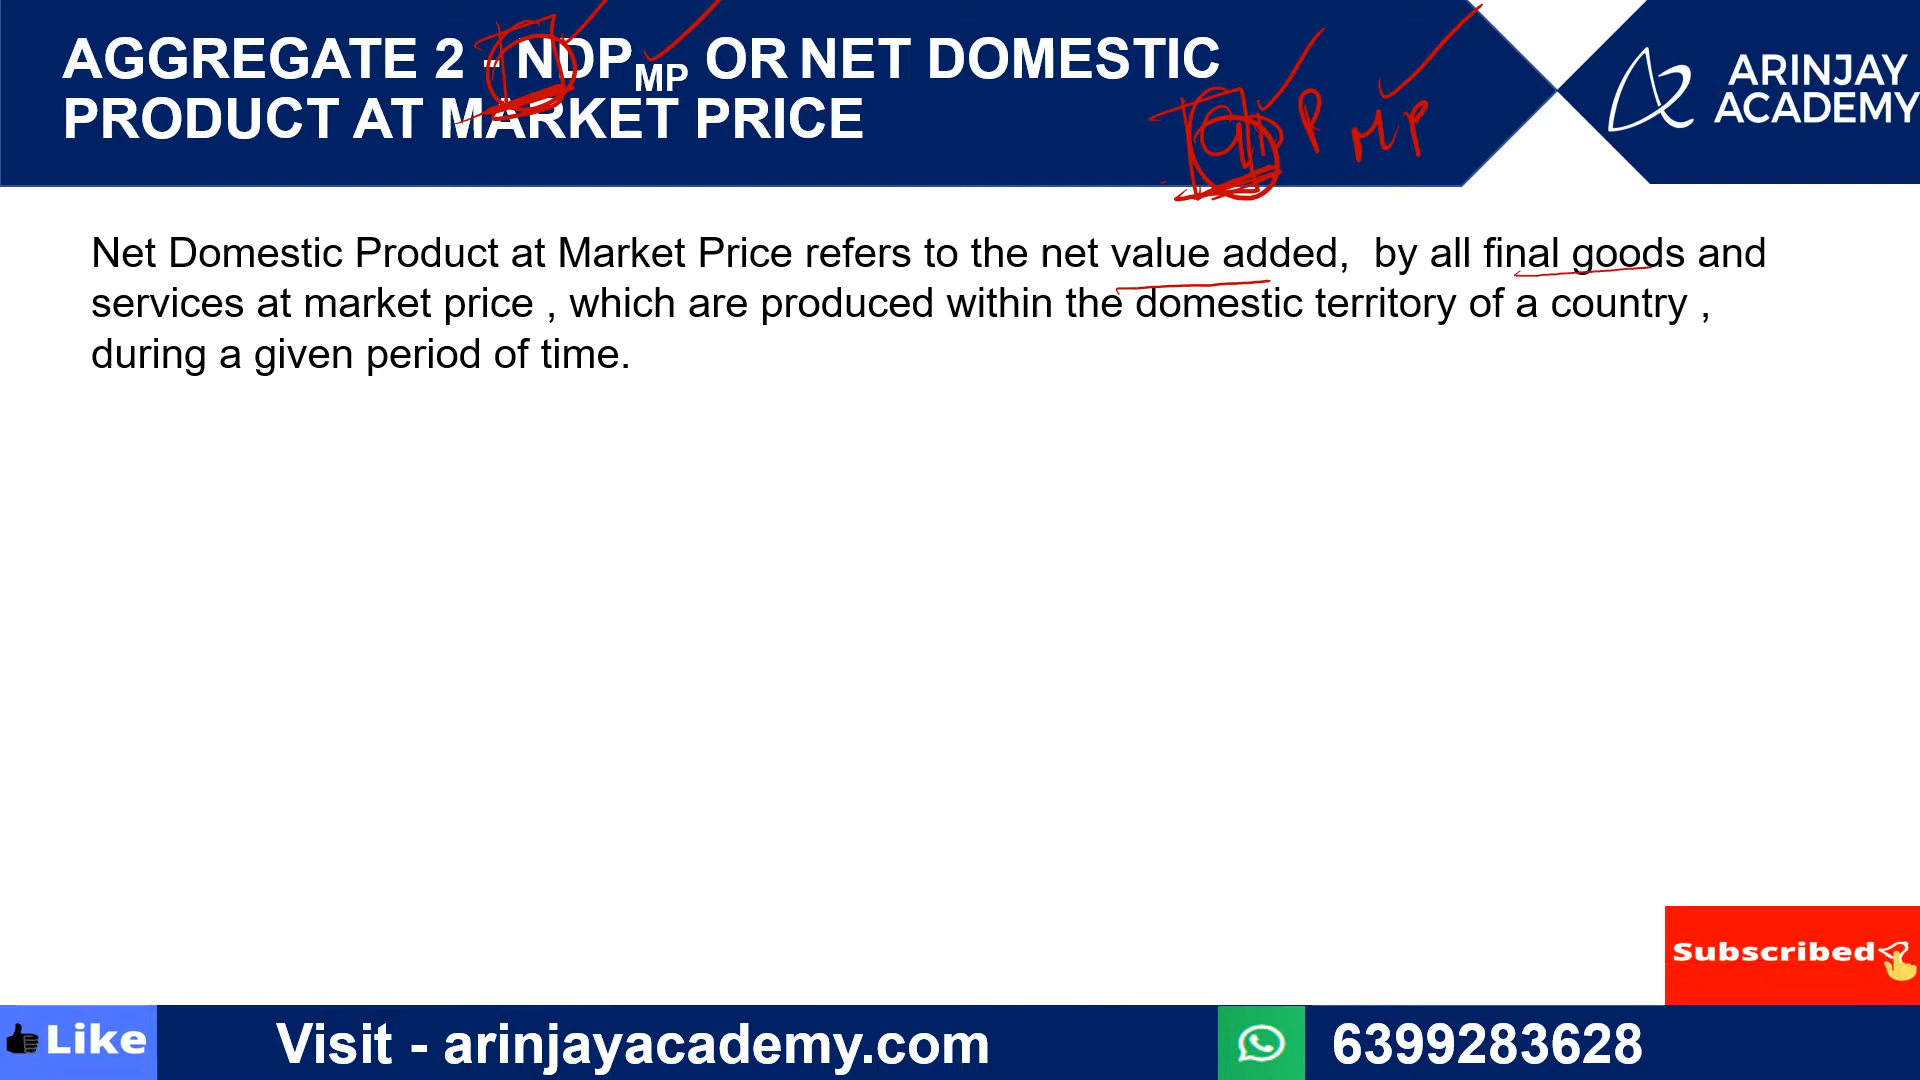 AGGREGATE 2 - NDPMP OR NET DOMESTIC
PRODUCT AT MARKET PRICE
GDP MP
ARINJAY
ACADEMY
Net Domestic Product at Market Price refers to the net value added, by all final goods and
services at market price , which are produced within the domestic territory of a country ,
during a given period of time.
Subscribed
Like
Visit - arinjayacademy.com
6399283628